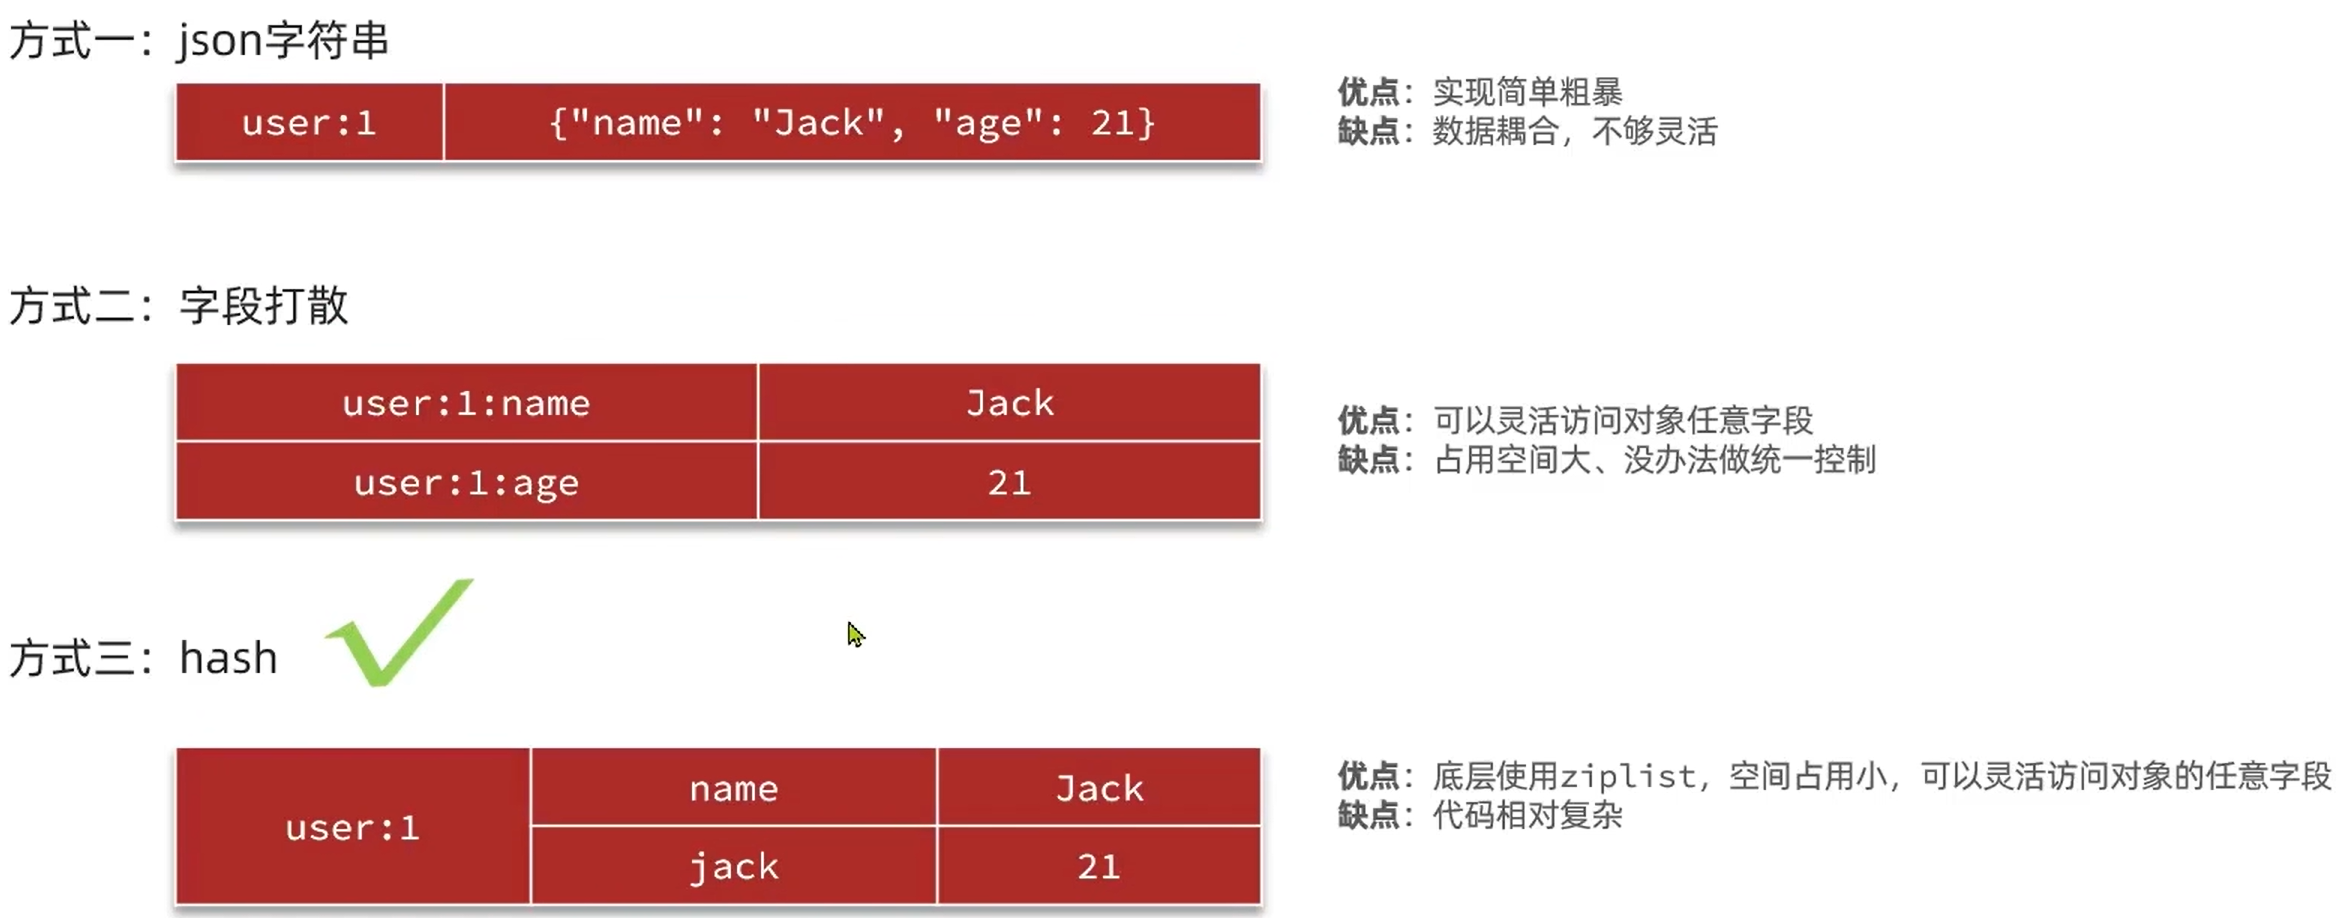 方式一：json字符串
user:1 {"name": "Jack", "age": 21}
优点：实现简单粗暴
缺点：数据耦合，不够灵活
方式二：字段打散
user:1:name Jack
user:1:age 21
优点：可以灵活访问对象任意字段
缺点：占用空间大、没办法做统一控制
方式三：hash
user:1 name Jack
jack 21
优点：底层使用ziplist，空间占用小，可以灵活访问对象的任意字段
缺点：代码相对复杂